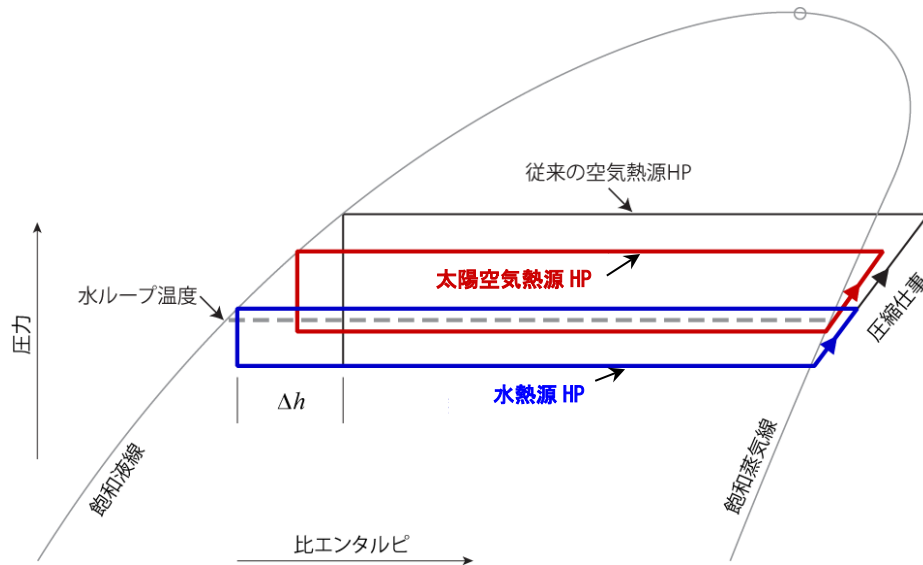 従来の空気熱源HP
太陽空気熱源 HP
水ループ温度
圧縮仕事
圧力
Δh
水熱源 HP
飽和液線
飽和蒸気線
比エンタルピ